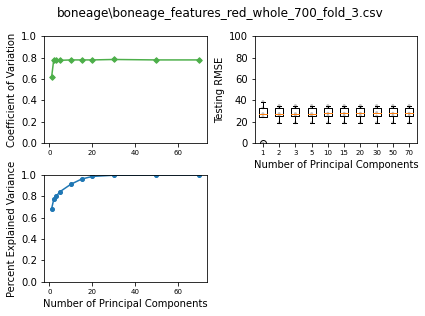 boneage\boneage_features_red_whole_700_fold_3.csv
Coefficient of Variation
1.0
0.8
0.6
0.4
0.2
0.0
0 20 40 60
Testing RMSE
100
80
60
40
20
0
1 2 3 5 10 15 20 30 50 70
Number of Principal Components
Percent Explained Variance
1.0
0.8
0.6
0.4
0.2
0.0
0 20 40 60
Number of Principal Components